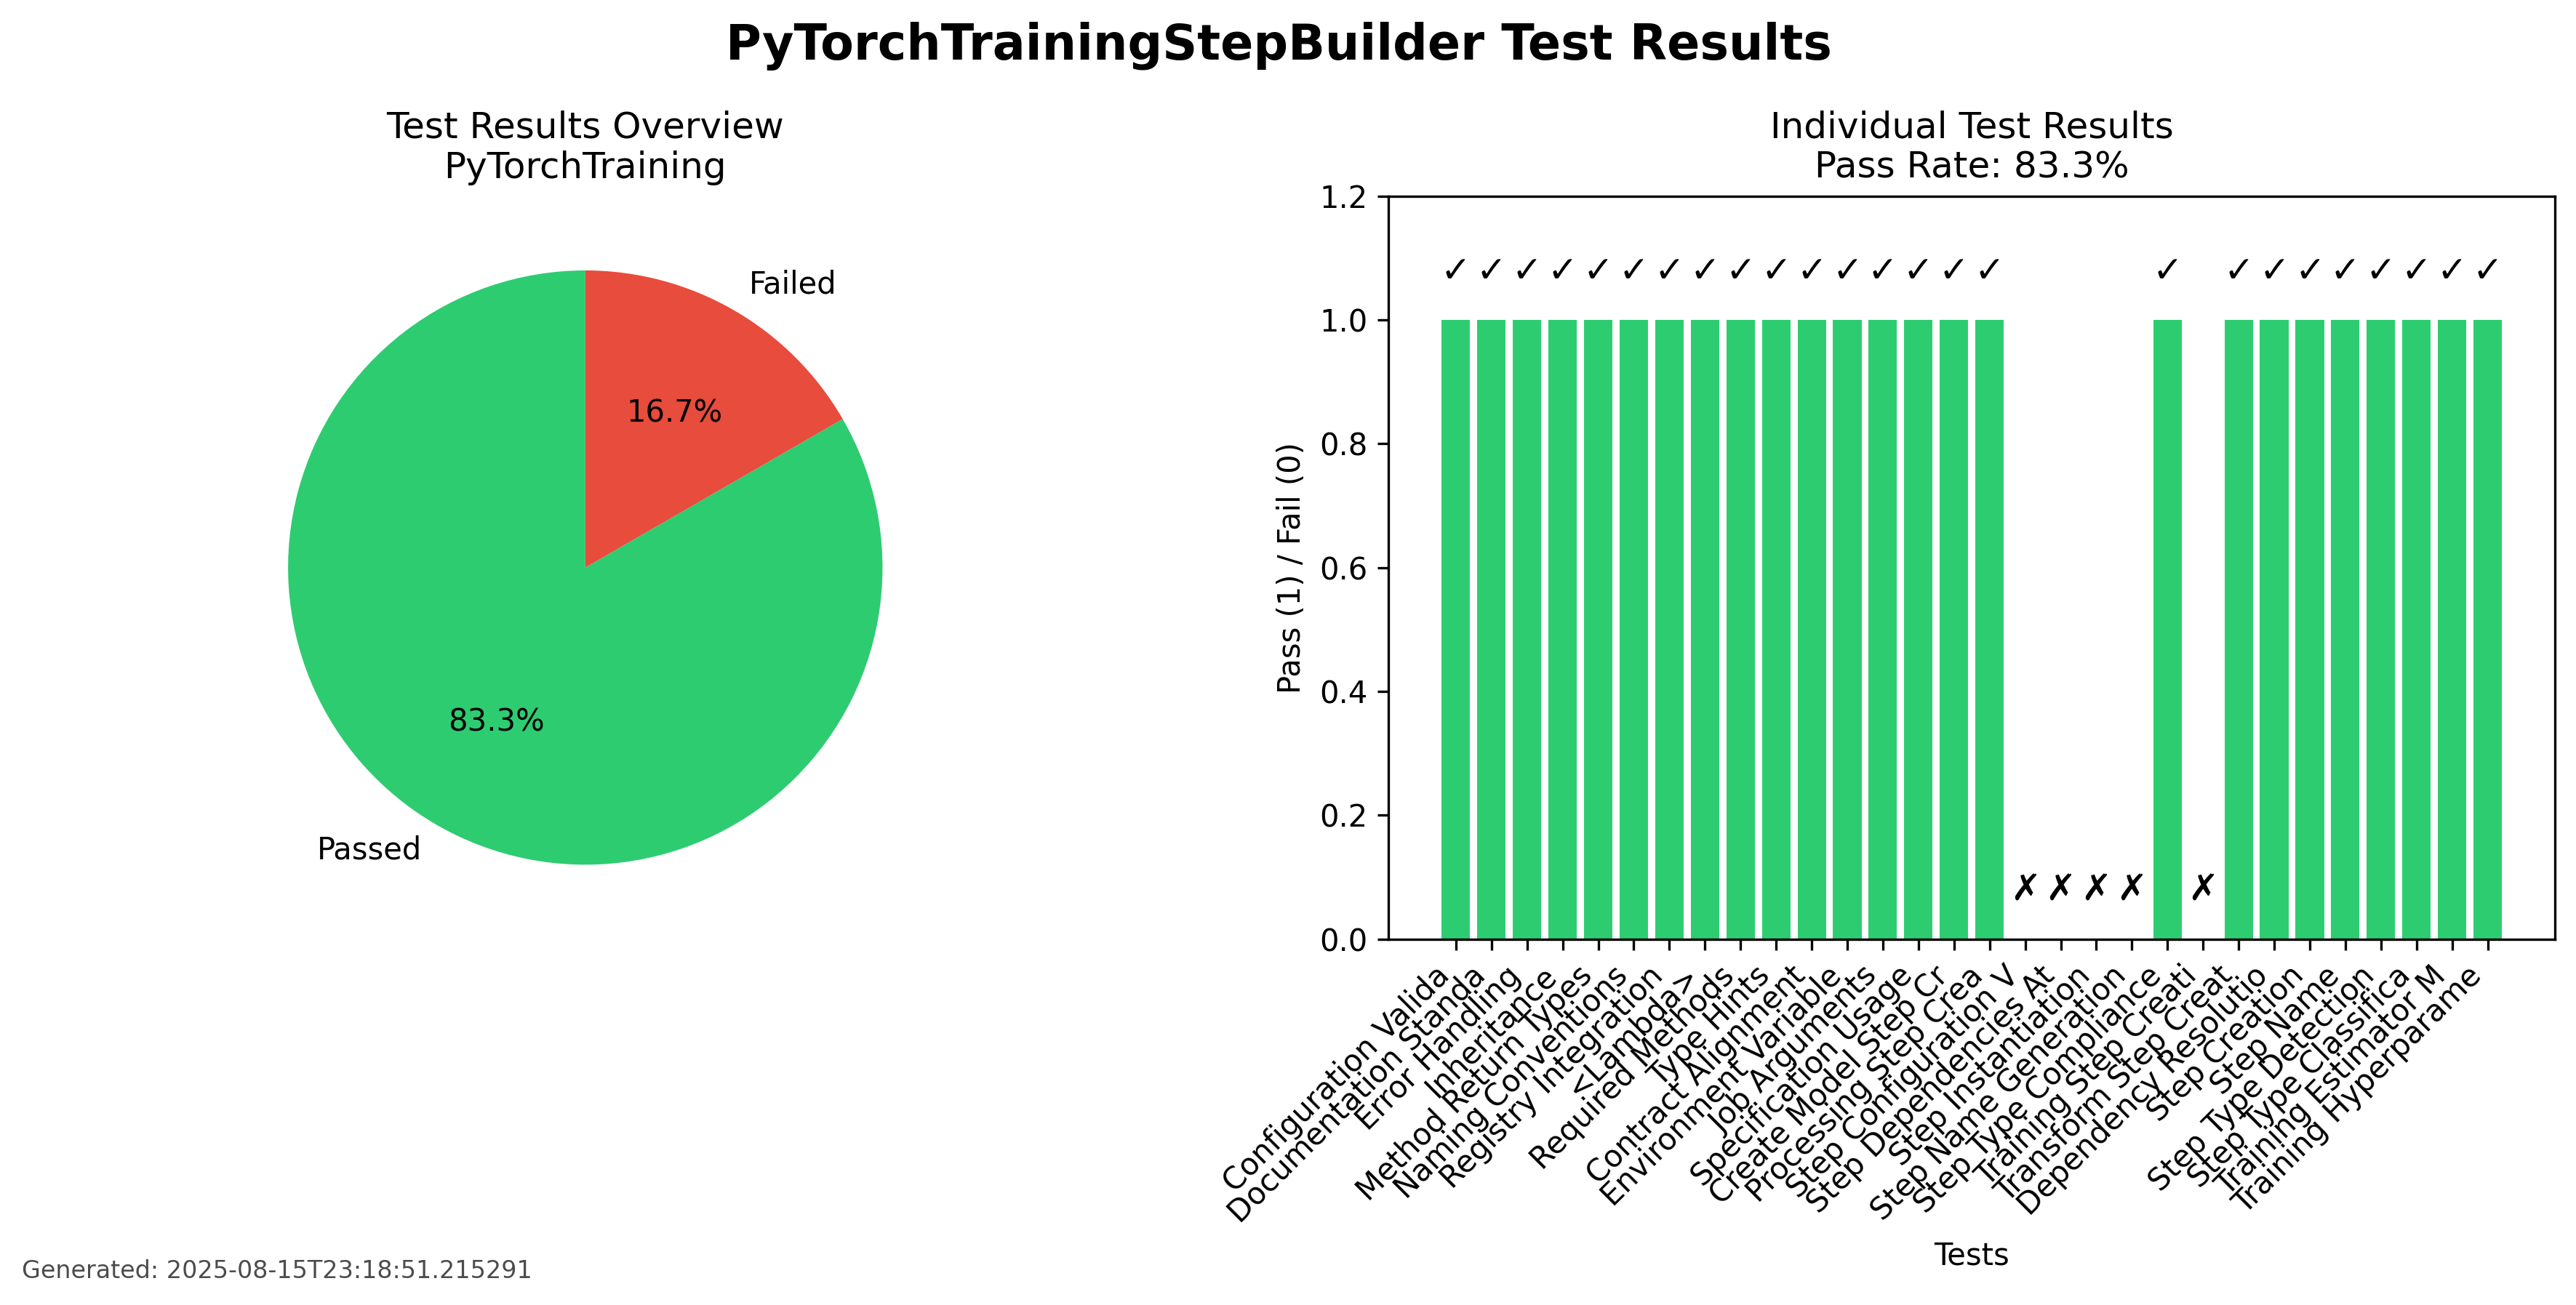 PyTorchTrainingStepBuilder Test Results
Test Results Overview
PyTorchTraining
Failed
16.7%
83.3%
Passed
Individual Test Results
Pass Rate: 83.3%
Pass (1) / Fail (0)
1.2
1.0
0.8
0.6
0.4
0.2
0.0
✓ ✓ ✓ ✓ ✓ ✓ ✓ ✓ ✓ ✓ ✓ ✓ ✓ ✓ ✓ ✓ ✓ ✓ ✓ ✓ ✓ ✓ ✓ ✓ ✓
✗ ✗ ✗ ✗ ✗
Configuration Valida
Documentation Standa
Error Handling
Inheritance
Method Return Types
Naming Conventions
Registry Integration
<Lambda>
Required Methods
Type Hints
Contract Alignment
Environment Variable
Job Arguments
Specification Usage
Create Model Step Cr
Processing Step Crea
Step Configuration V
Step Dependencies At
Step Instantiation
Step Name Generation
Step Type Compliance
Training Step Creati
Transform Step Creat
Dependency Resolutio
Step Creation
Step Name
Step Type Detection
Step Type Classifica
Training Estimator M
Training Hyperparame
Tests
Generated: 2025-08-15T23:18:51.215291